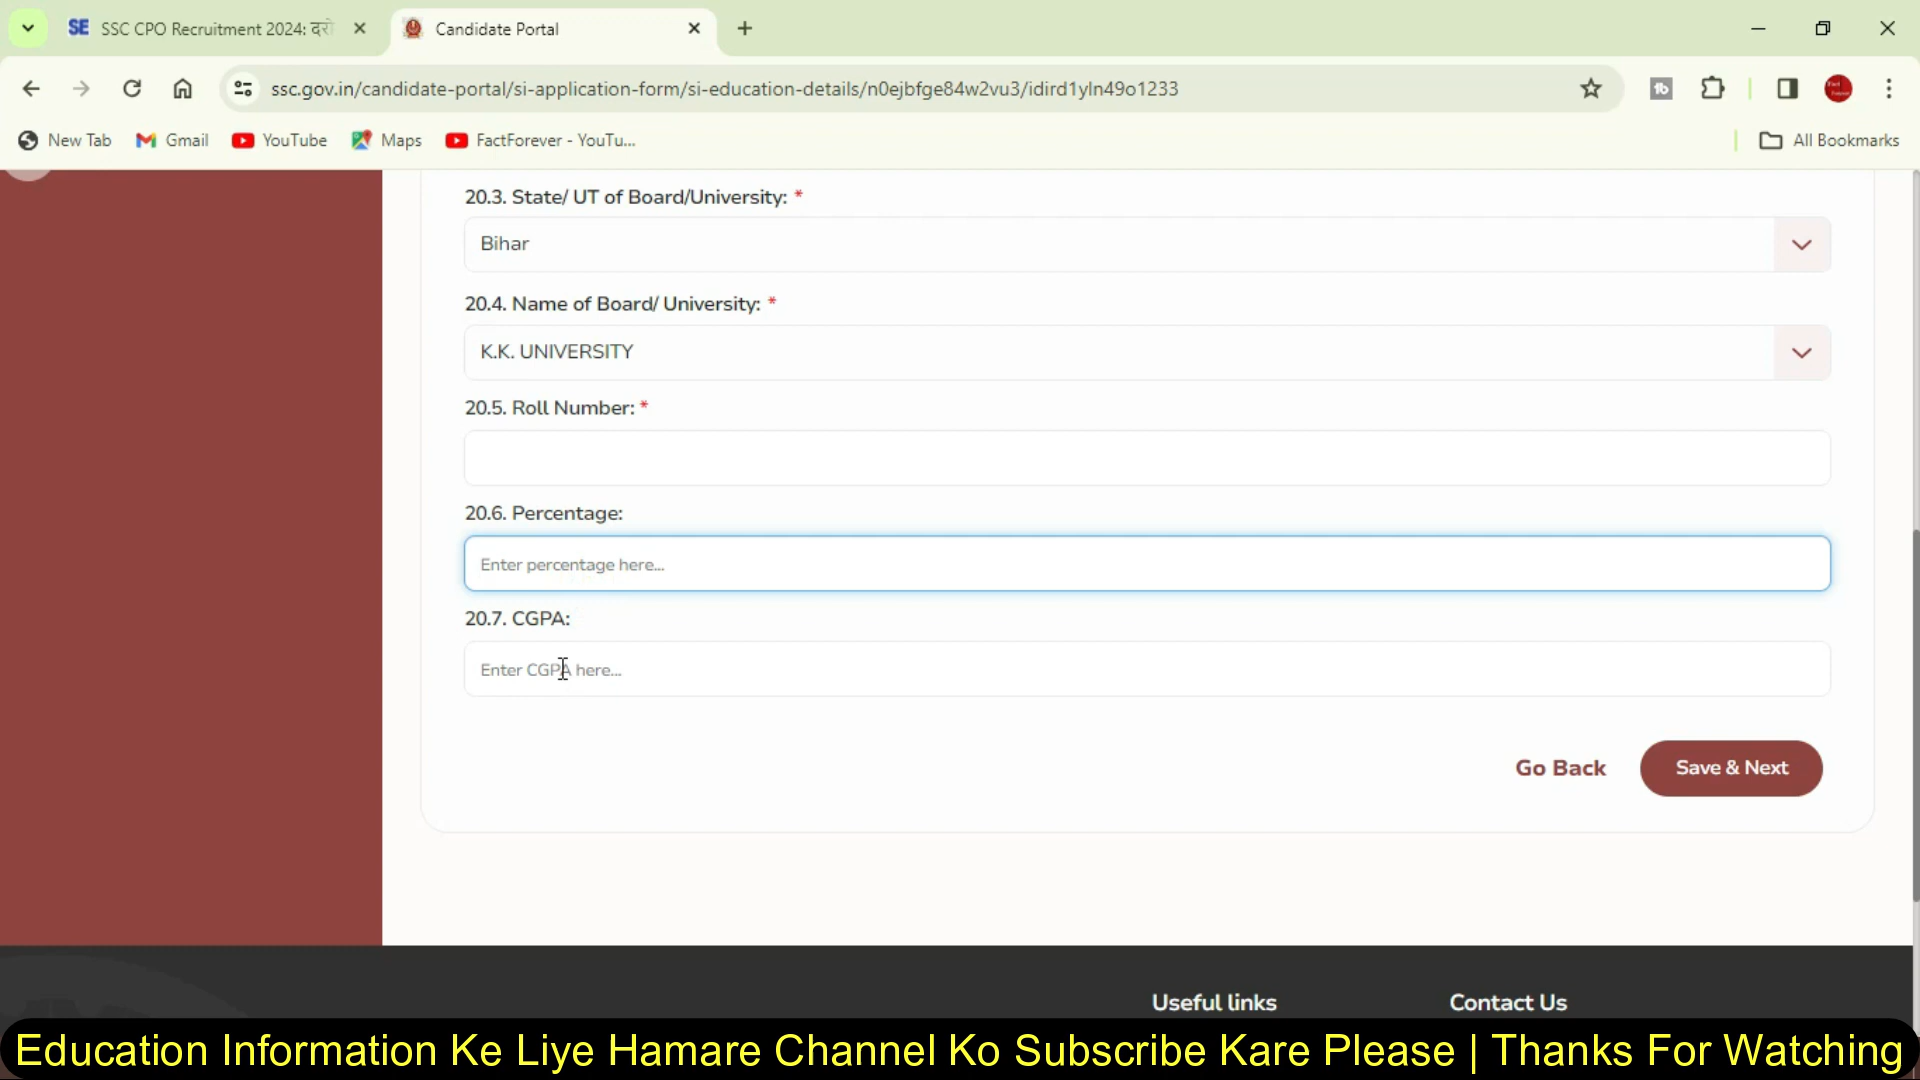 SE SSC CPO Recruitment 2024: दरो
Candidate Portal
ssc.gov.in/candidate-portal/si-application-form/si-education-details/n0ejbfge84w2vu3/idird1yln49o1233
New Tab
Gmail
YouTube
Maps
FactForever - YouTu...
All Bookmarks
20.3. State/ UT of Board/University: *
Bihar
20.4. Name of Board/ University: *
K.K. UNIVERSITY
20.5. Roll Number: *
20.6. Percentage:
Enter percentage here...
20.7. CGPA:
Enter CGPA here...
Go Back
Save & Next
Useful links
Contact Us
Education Information Ke Liye Hamare Channel Ko Subscribe Kare Please | Thanks For Watching